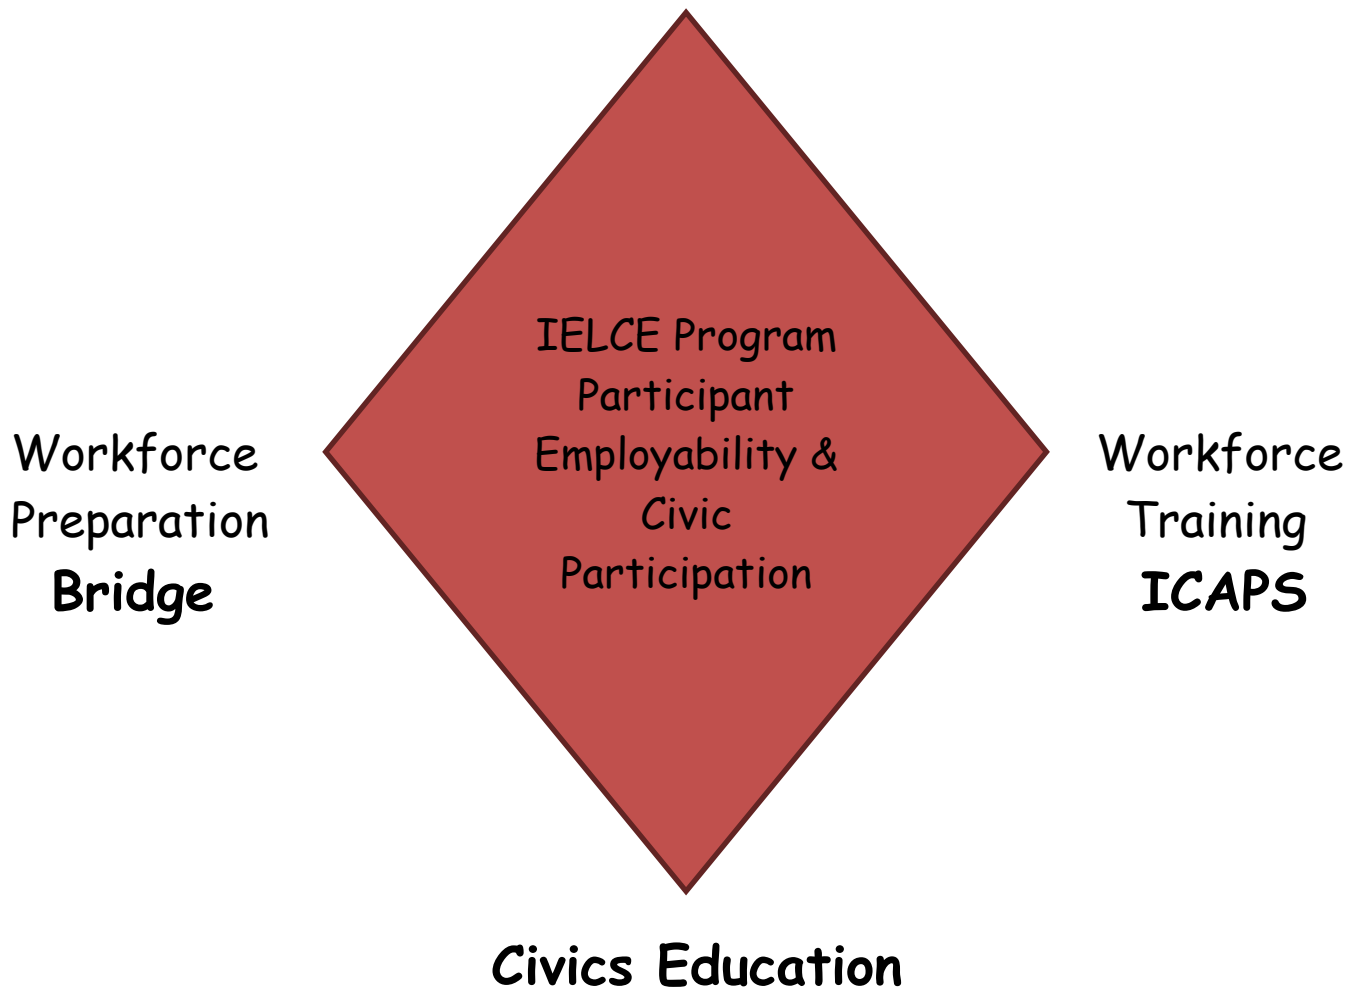 IELCE Program
Participant
Employability &
Civic
Participation
Workforce
Preparation
Bridge
Workforce
Training
ICAPS
Civics Education